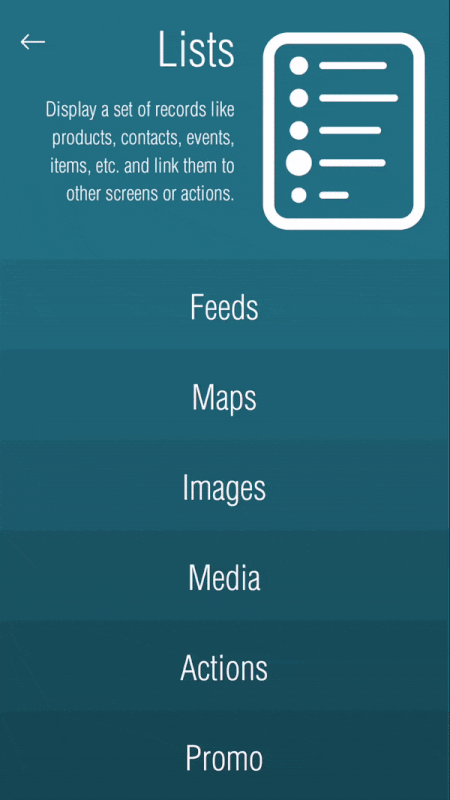 Lists
Display a set of records like
products, contacts, events,
items, etc. and link them to
other screens or actions.
Feeds
Maps
Images
Media
Actions
Promo